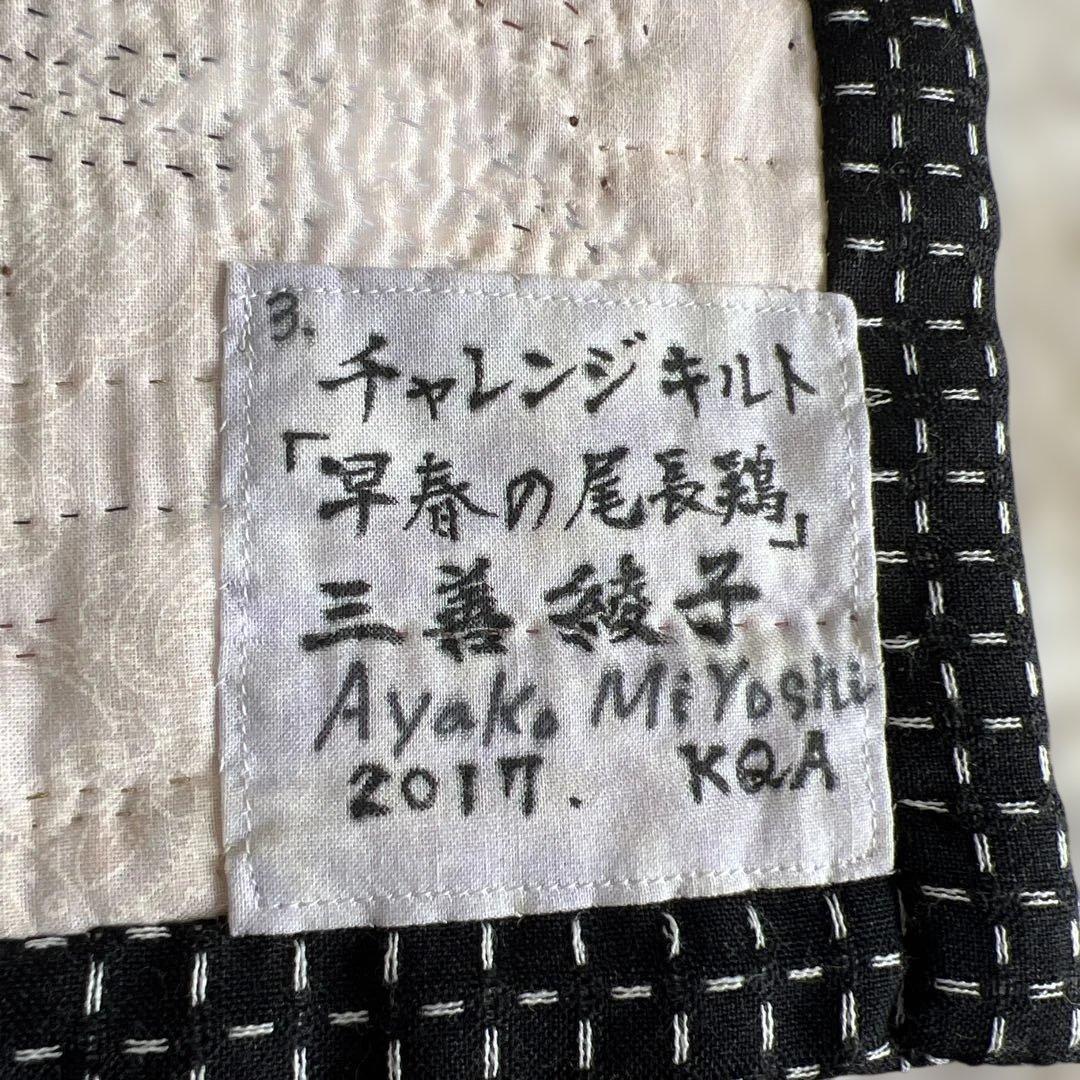 3.
チャレンジキルト
「早春の尾長鶏」
三善綾子
Ayako MiYoshi
2017. KQA